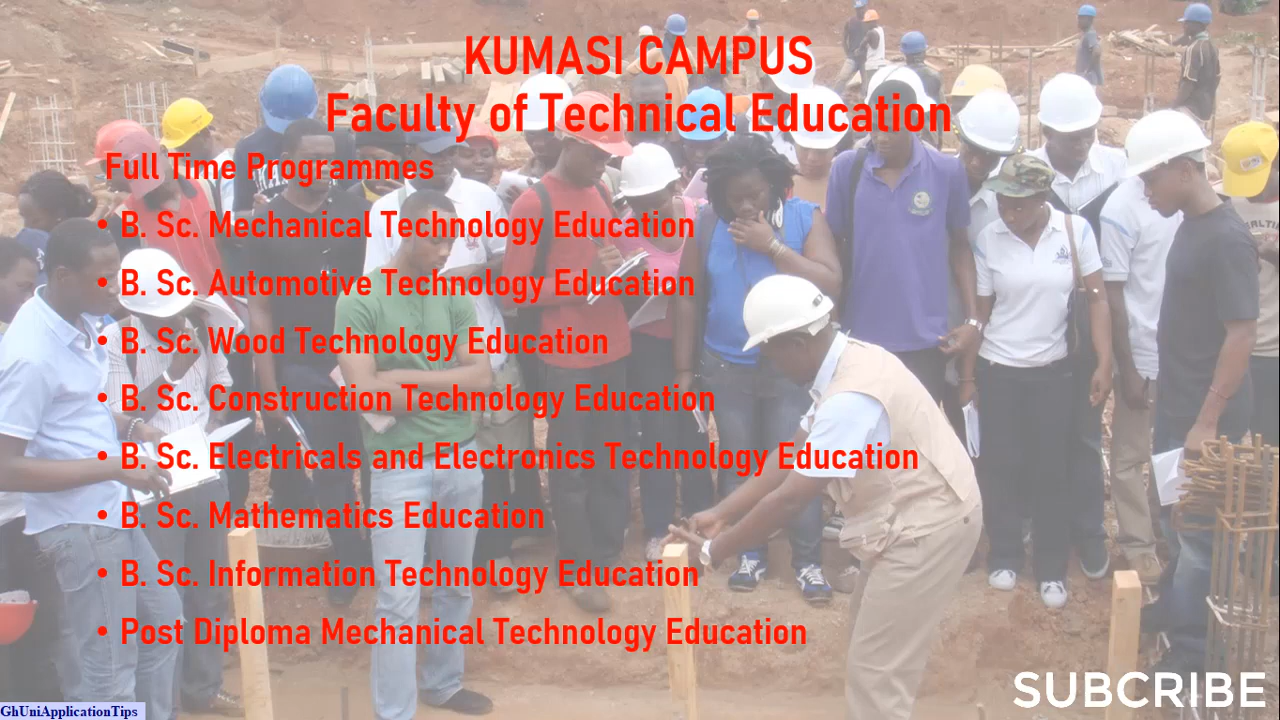 KUMASI CAMPUS
Faculty of Technical Education
Full Time Programmes
• B. Sc. Mechanical Technology Education
• B. Sc. Automotive Technology Education
• B. Sc. Wood Technology Education
• B. Sc. Construction Technology Education
• B. Sc. Electricals and Electronics Technology Education
• B. Sc. Mathematics Education
• B. Sc. Information Technology Education
• Post Diploma Mechanical Technology Education
SUBCRIBE
GhUniApplicationTips